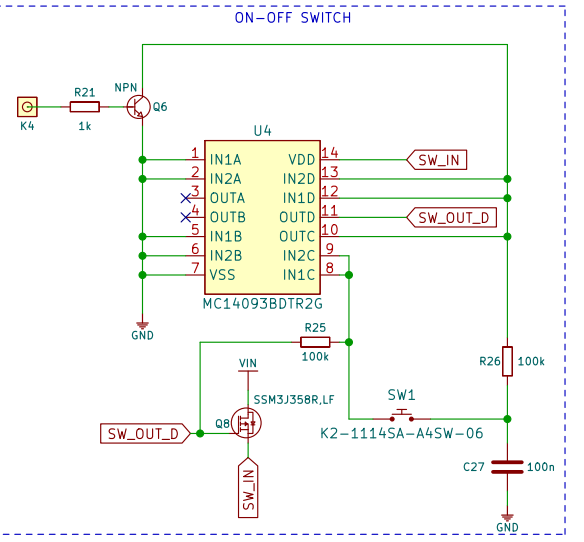 ON-OFF SWITCH
NPN
R21
Q6
K4
1k
U4
1 IN1A VDD 14 SW_IN
2 IN2A IN2D 13
3 OUTA IN1D 12
4 OUTB OUTD 11 SW_OUT_D
5 IN1B OUTC 10
6 IN2B IN2C 9
7 VSS IN1C 8
MC14093BDTR2G
GND
R25
100k
R26 100k
VIN
SSM3J358R,LF
SW1
Q8
SW_OUT_D
K2-1114SA-A4SW-06
C27 100n
SW_IN
GND